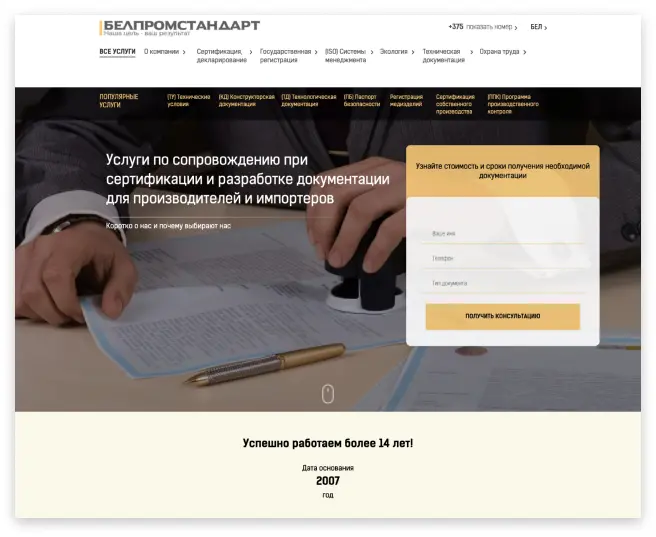 БЕЛПРОМСТАНДАРТ
Наша цель - ваш результат
+375 показать номер
БЕЛ
ВСЕ УСЛУГИ
О компании
Сертификация, декларирование
Государственная регистрация
(ISO) Системы менеджмента
Экология
Техническая документация
Охрана труда
ПОПУЛЯРНЫЕ УСЛУГИ
(ТУ) Технические условия
(КД) Конструкторская документация
(ТД) Технологическая документация
(ПБ) Паспорт безопасности
Регистрация медизделий
Сертификация собственного производства
(ППК) Программа производственного контроля
Услуги по сопровождению при
сертификации и разработке документации
для производителей и импортеров
Коротко о нас и почему выбирают нас
Узнайте стоимость и сроки получения необходимой
документации
Ваше имя
Телефон
Тип документа
ПОЛУЧИТЬ КОНСУЛЬТАЦИЮ
Успешно работаем более 14 лет!
Дата основания
2007
год